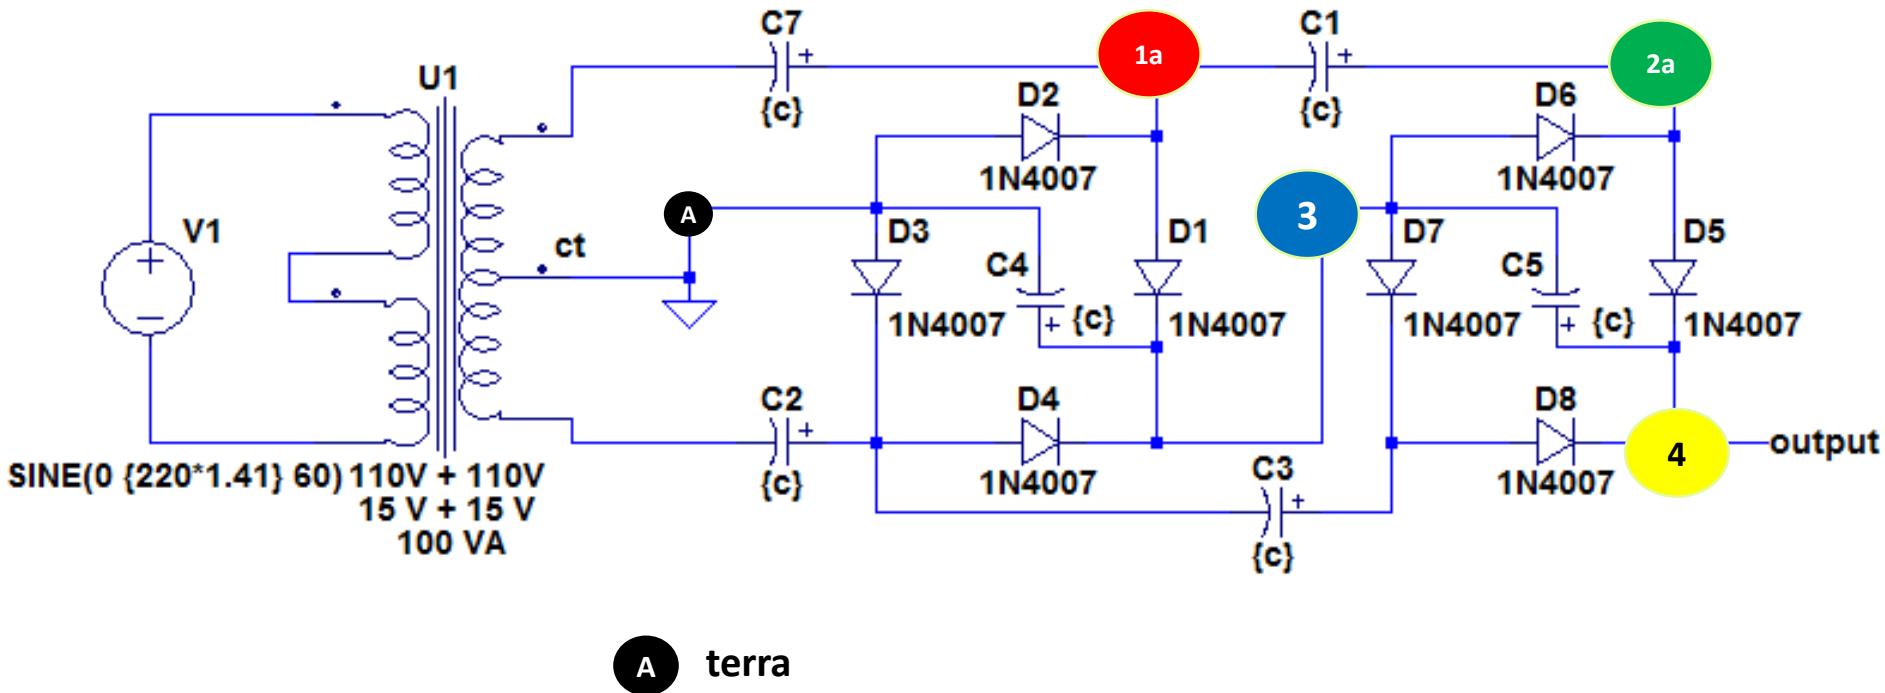 C7
C1
1a
2a
U1
{c}
D2
{c}
D6
1N4007
1N4007
A
3
V1
D3
D1
D7
D5
ct
C4
C5
{c}
{c}
1N4007
1N4007
1N4007
1N4007
C2
D4
D8
4
output
SINE(0 {220*1.41} 60) 110V + 110V
15 V + 15 V
100 VA
{c}
1N4007
C3
1N4007
{c}
A terra